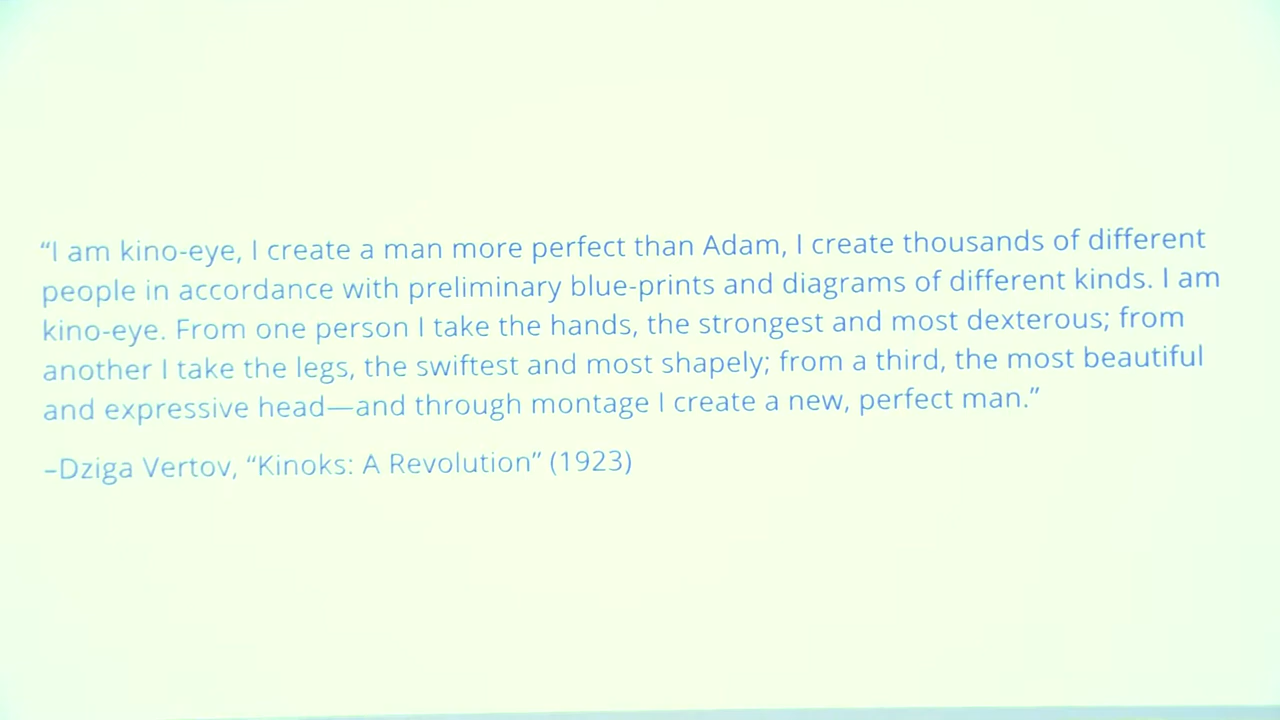 “I am kino-eye, I create a man more perfect than Adam, I create thousands of different
people in accordance with preliminary blue-prints and diagrams of different kinds. I am
kino-eye. From one person I take the hands, the strongest and most dexterous; from
another I take the legs, the swiftest and most shapely; from a third, the most beautiful
and expressive head—and through montage I create a new, perfect man.”
–Dziga Vertov, “Kinoks: A Revolution” (1923)